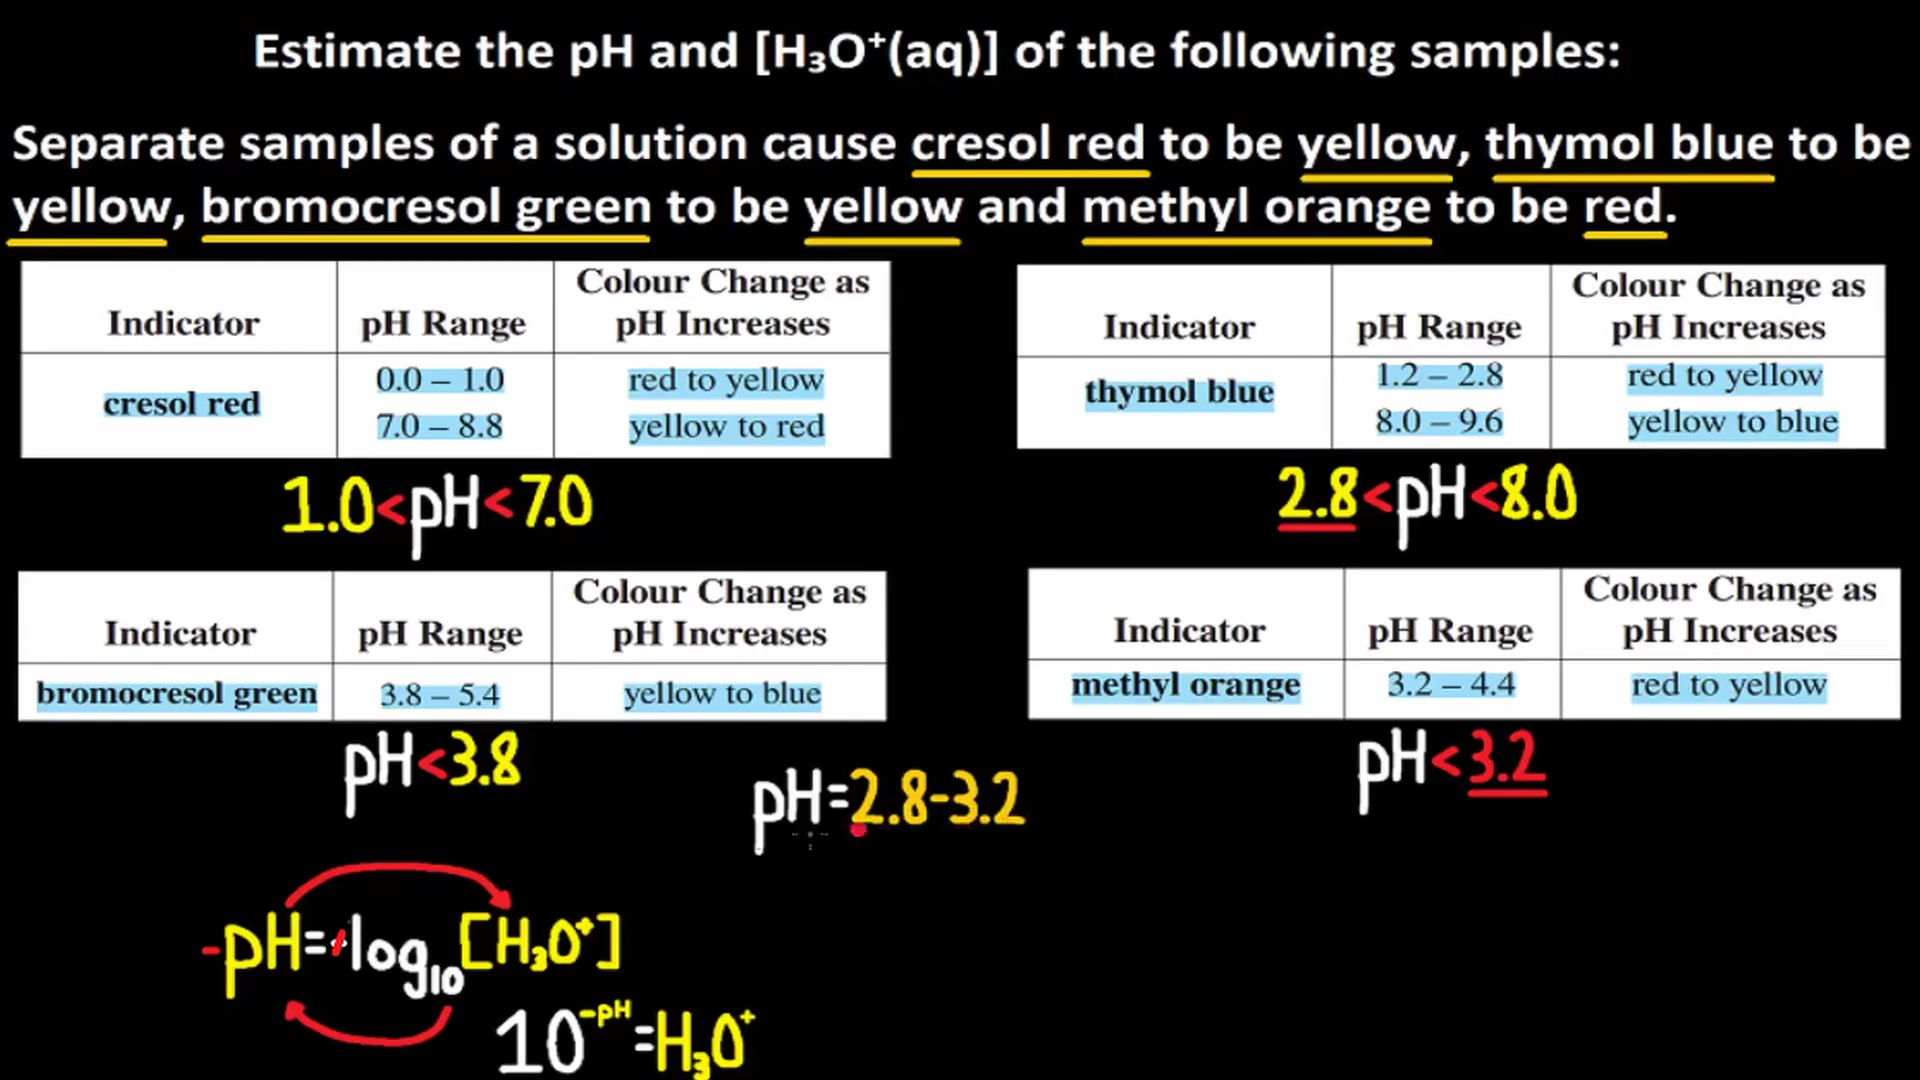 Estimate the pH and [H₃O⁺(aq)] of the following samples:
Separate samples of a solution cause cresol red to be yellow, thymol blue to be
yellow, bromocresol green to be yellow and methyl orange to be red.
Indicator pH Range Colour Change as pH Increases
cresol red 0.0 – 1.0 red to yellow
7.0 – 8.8 yellow to red
1.0<pH<7.0
Indicator pH Range Colour Change as pH Increases
thymol blue 1.2 – 2.8 red to yellow
8.0 – 9.6 yellow to blue
2.8<pH<8.0
Indicator pH Range Colour Change as pH Increases
bromocresol green 3.8 – 5.4 yellow to blue
pH<3.8
Indicator pH Range Colour Change as pH Increases
methyl orange 3.2 – 4.4 red to yellow
pH<3.2
pH=2.8-3.2
-pH=-log₁₀[H₃O⁺]
10⁻ᵖᴴ=H₃O⁺